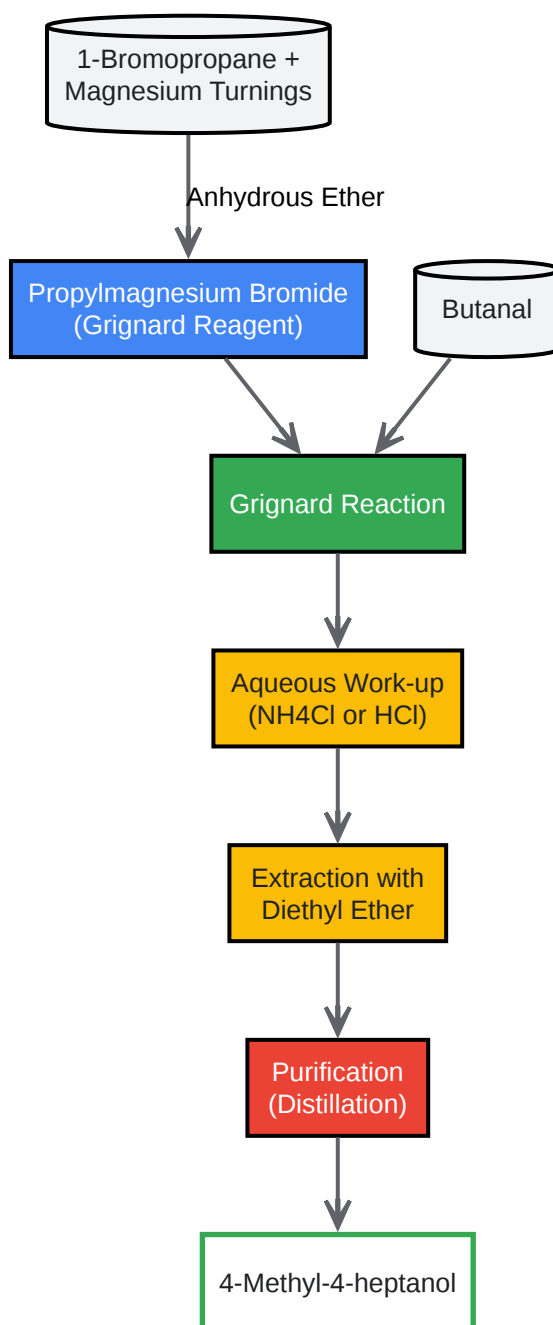 1-Bromopropane +
Magnesium Turnings
Anhydrous Ether
Propylmagnesium Bromide
(Grignard Reagent)
Butanal
Grignard Reaction
Aqueous Work-up
(NH4Cl or HCl)
Extraction with
Diethyl Ether
Purification
(Distillation)
4-Methyl-4-heptanol